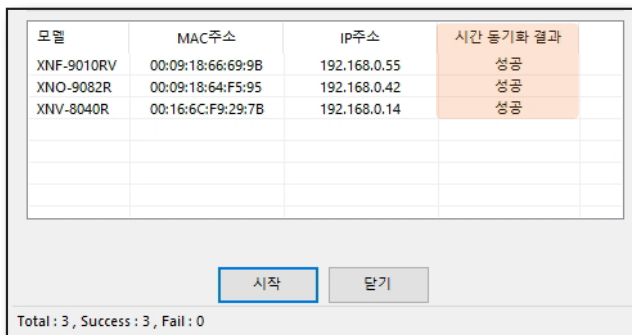 모델 MAC주소 IP주소 시간 동기화 결과
XNF-9010RV 00:09:18:66:69:9B 192.168.0.55 성공
XNO-9082R 00:09:18:64:F5:95 192.168.0.42 성공
XNV-8040R 00:16:6C:F9:29:7B 192.168.0.14 성공
시작 닫기
Total : 3 , Success : 3 , Fail : 0